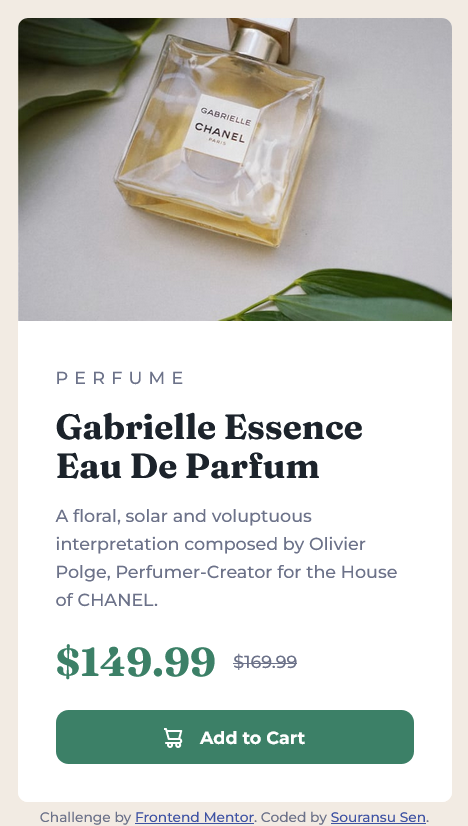 GABRIELLE
CHANEL
PARIS
PERFUME
Gabrielle Essence
Eau De Parfum
A floral, solar and voluptuous
interpretation composed by Olivier
Polge, Perfumer-Creator for the House
of CHANEL.
$149.99 $169.99
Add to Cart
Challenge by Frontend Mentor. Coded by Souransu Sen.